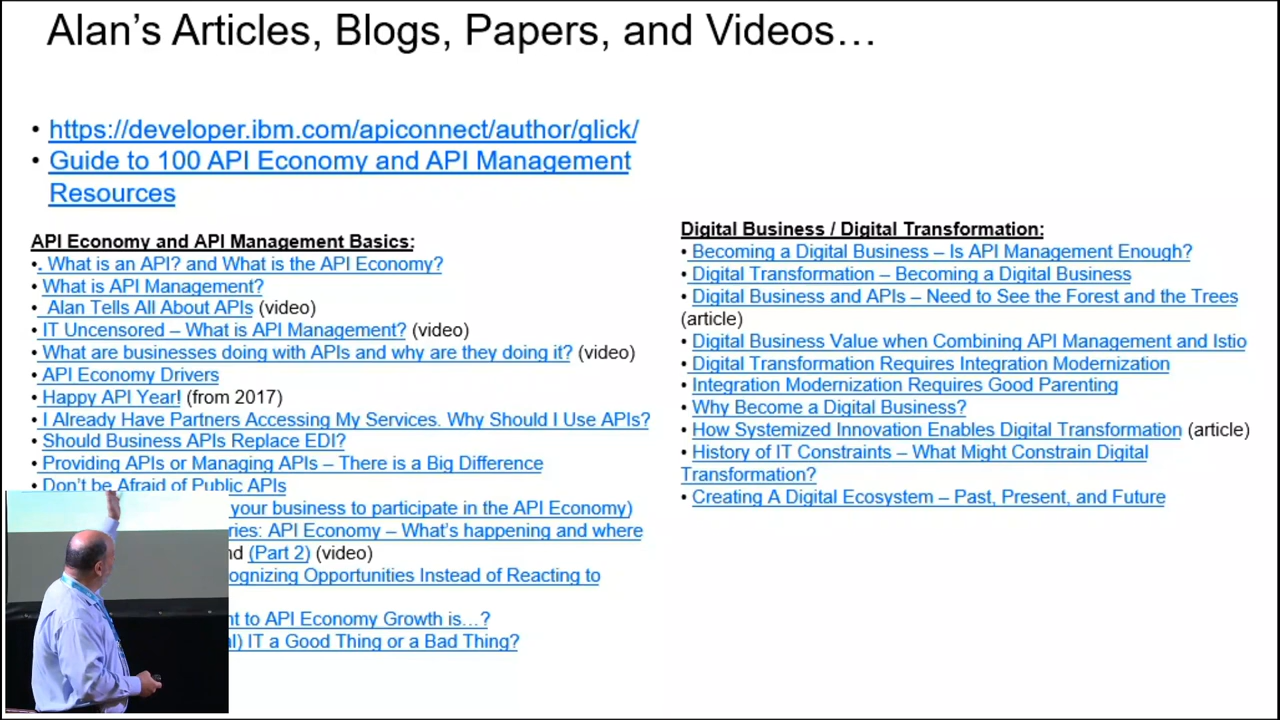 Alan's Articles, Blogs, Papers, and Videos…
• https://developer.ibm.com/apiconnect/author/glick/
• Guide to 100 API Economy and API Management
Resources
API Economy and API Management Basics:
•. What is an API? and What is the API Economy?
• What is API Management?
• Alan Tells All About APIs (video)
• IT Uncensored – What is API Management? (video)
• What are businesses doing with APIs and why are they doing it? (video)
• API Economy Drivers
• Happy API Year! (from 2017)
• I Already Have Partners Accessing My Services. Why Should I Use APIs?
• Should Business APIs Replace EDI?
• Providing APIs or Managing APIs – There is a Big Difference
• Don't be Afraid of Public APIs
your business to participate in the API Economy)
API Economy – What's happening and where
(Part 2) (video)
Opportunities Instead of Reacting to
to API Economy Growth is…?
IT a Good Thing or a Bad Thing?
Digital Business / Digital Transformation:
• Becoming a Digital Business – Is API Management Enough?
• Digital Transformation – Becoming a Digital Business
• Digital Business and APIs – Need to See the Forest and the Trees
(article)
• Digital Business Value when Combining API Management and Istio
• Digital Transformation Requires Integration Modernization
• Integration Modernization Requires Good Parenting
• Why Become a Digital Business?
• How Systemized Innovation Enables Digital Transformation (article)
• History of IT Constraints – What Might Constrain Digital
Transformation?
• Creating A Digital Ecosystem – Past, Present, and Future